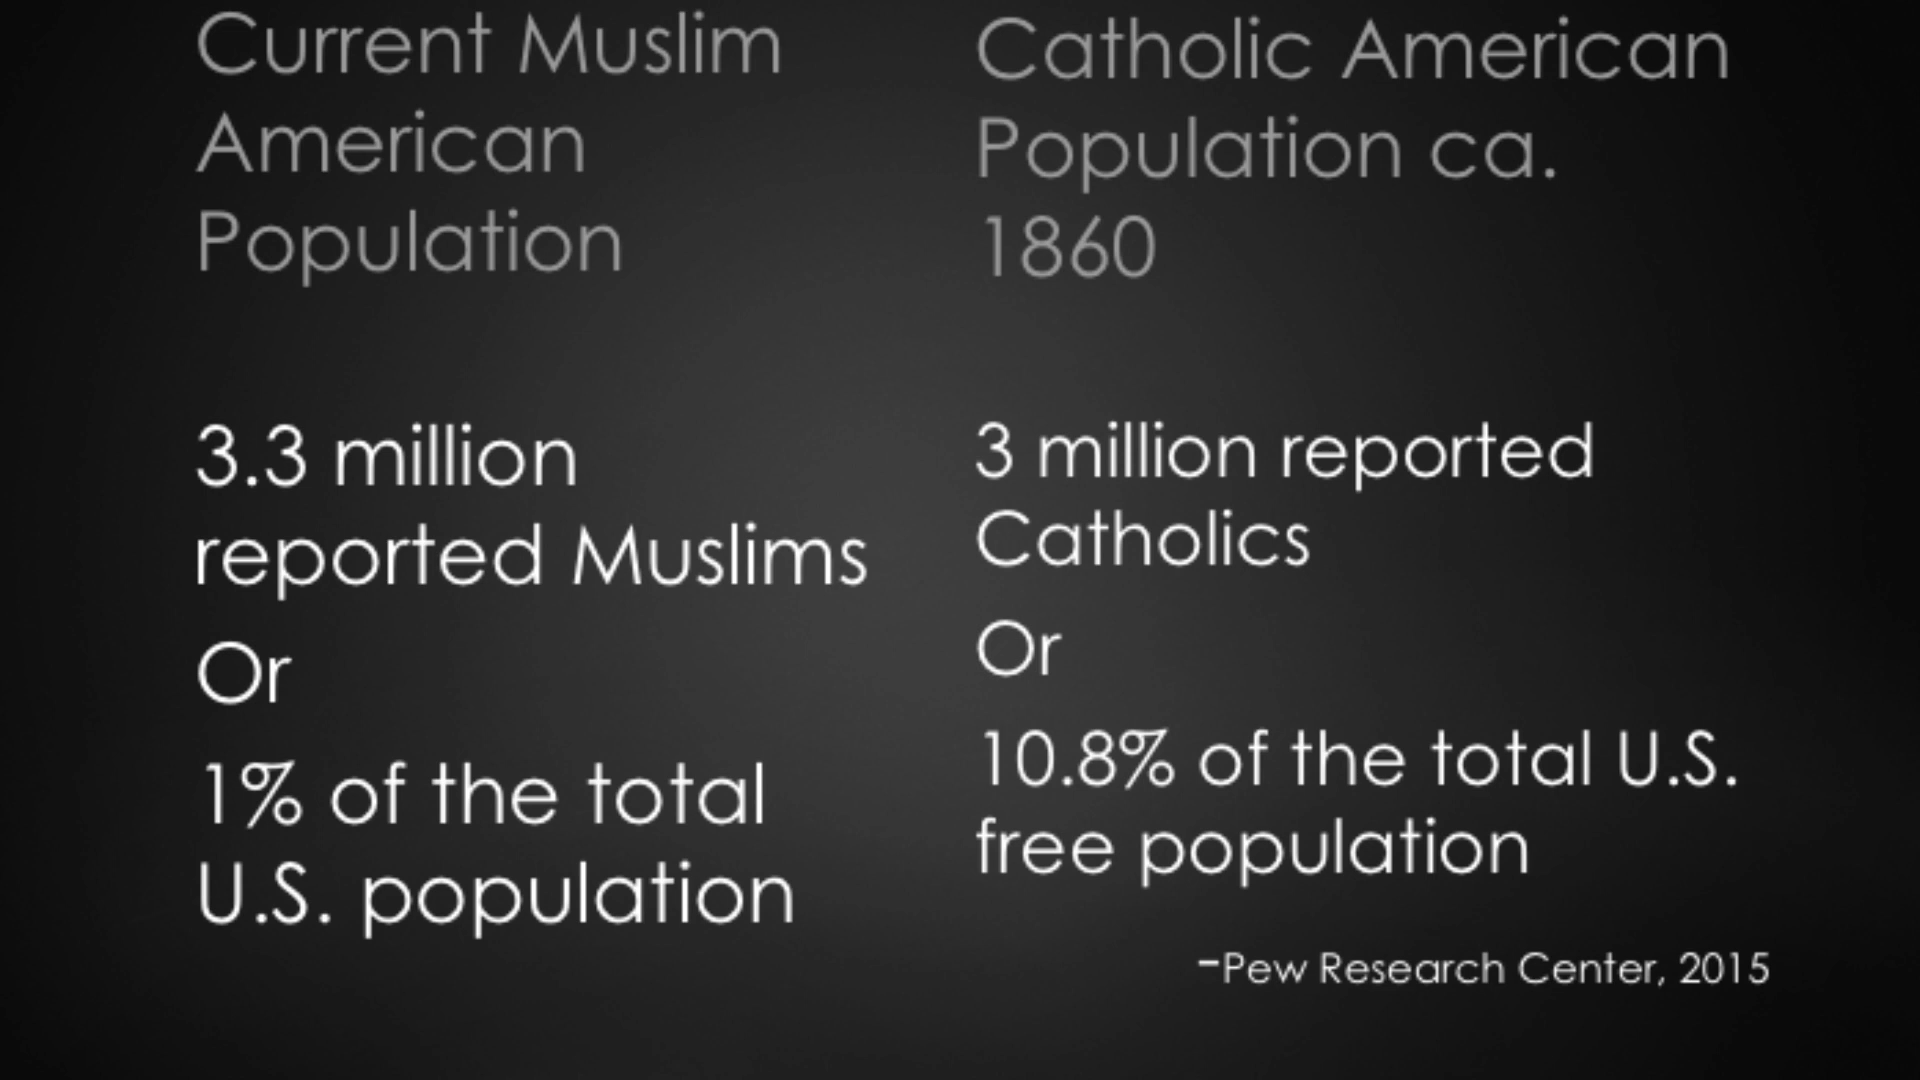 Current Muslim
American
Population
3.3 million
reported Muslims
Or
1% of the total
U.S. population
Catholic American
Population ca.
1860
3 million reported
Catholics
Or
10.8% of the total U.S.
free population
-Pew Research Center, 2015